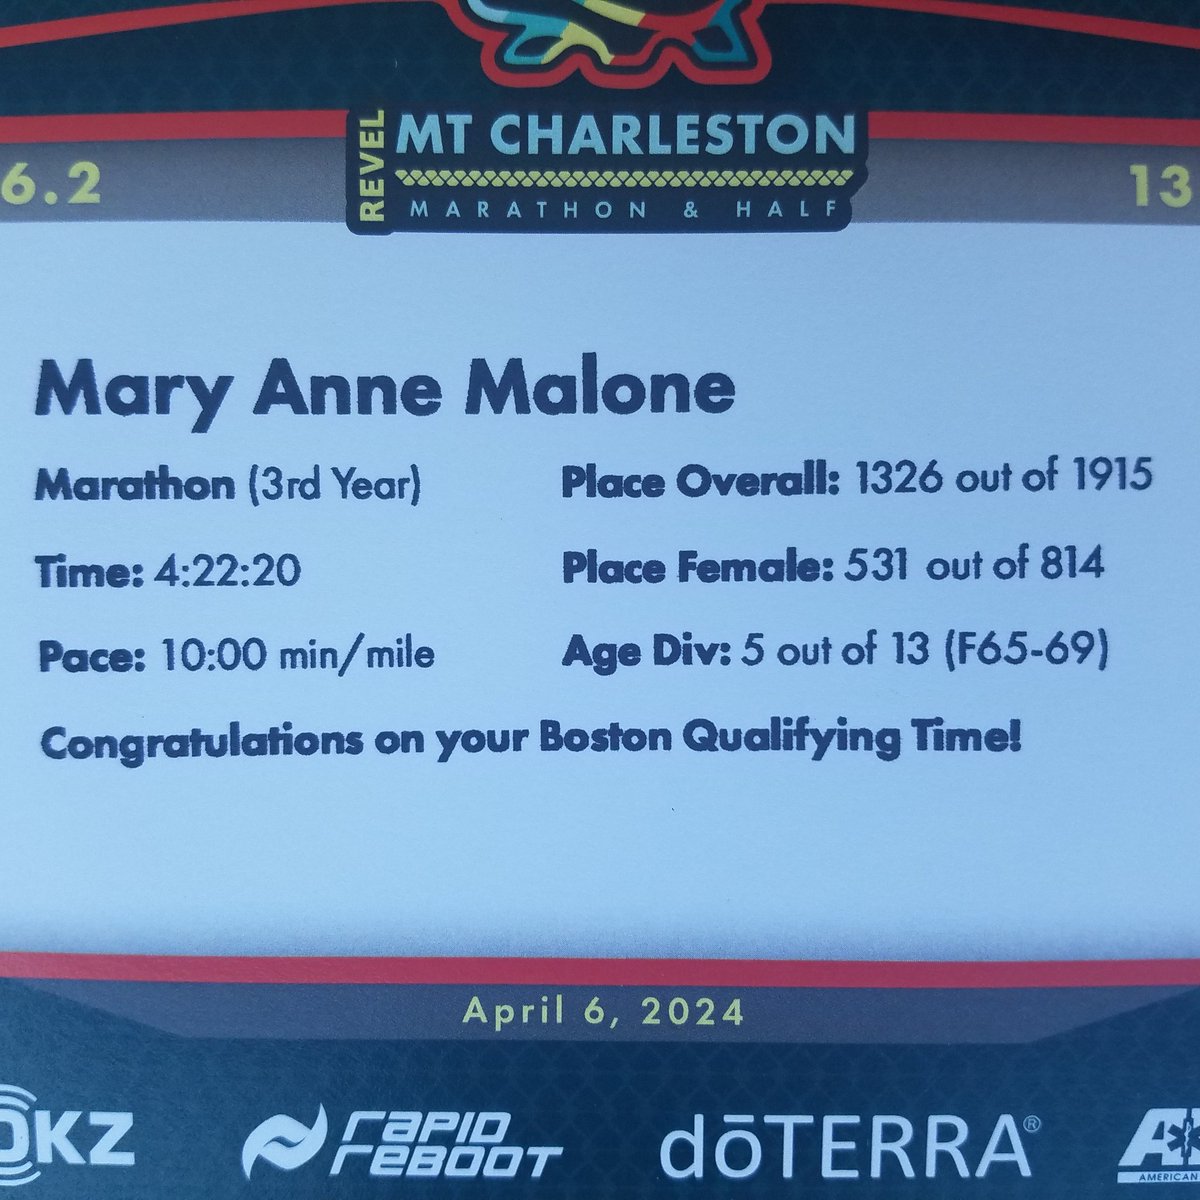 REVEL
MT CHARLESTON
MARATHON & HALF
6.2
13
Mary Anne Malone
Marathon (3rd Year)
Place Overall: 1326 out of 1915
Time: 4:22:20
Place Female: 531 out of 814
Pace: 10:00 min/mile
Age Div: 5 out of 13 (F65-69)
Congratulations on your Boston Qualifying Time!
April 6, 2024
KZ
RAPID
REBOOT
dōTERRA®
AMERICAN